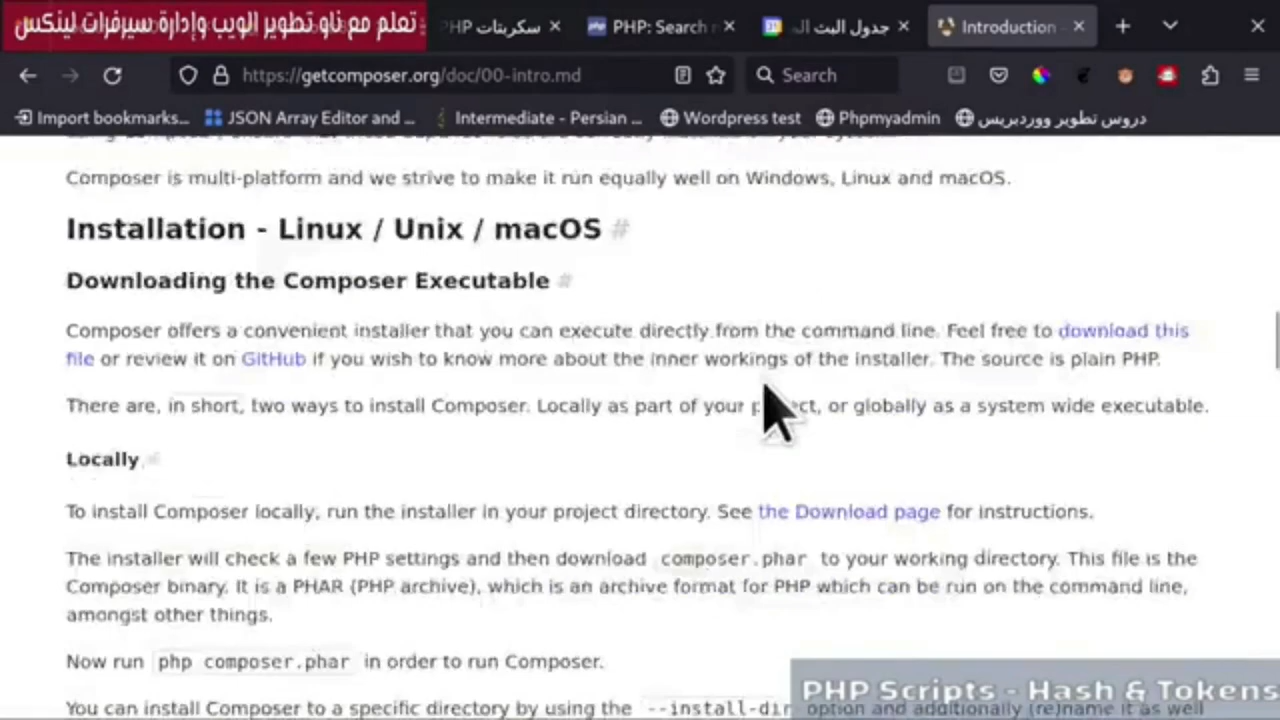 تعلم مع ناو تطوير الويب وإدارة سيرفرات لينكس
سكربتات PHP
PHP: Search
جدول البث ال
Introduction
https://getcomposer.org/doc/00-intro.md
Search
Import bookmarks...
JSON Array Editor and ...
Intermediate - Persian ...
Wordpress test
Phpmyadmin
دروس تطوير ووردبريس
Composer is multi-platform and we strive to make it run equally well on Windows, Linux and macOS.
Installation - Linux / Unix / macOS #
Downloading the Composer Executable #
Composer offers a convenient installer that you can execute directly from the command line. Feel free to download this
file or review it on GitHub if you wish to know more about the inner workings of the installer. The source is plain PHP.
There are, in short, two ways to install Composer. Locally as part of your project, or globally as a system wide executable.
Locally #
To install Composer locally, run the installer in your project directory. See the Download page for instructions.
The installer will check a few PHP settings and then download composer.phar to your working directory. This file is the
Composer binary. It is a PHAR (PHP archive), which is an archive format for PHP which can be run on the command line,
amongst other things.
Now run php composer.phar in order to run Composer.
PHP Scripts - Hash & Tokens
You can install Composer to a specific directory by using the --install-dir option and additionally (re)name it as well